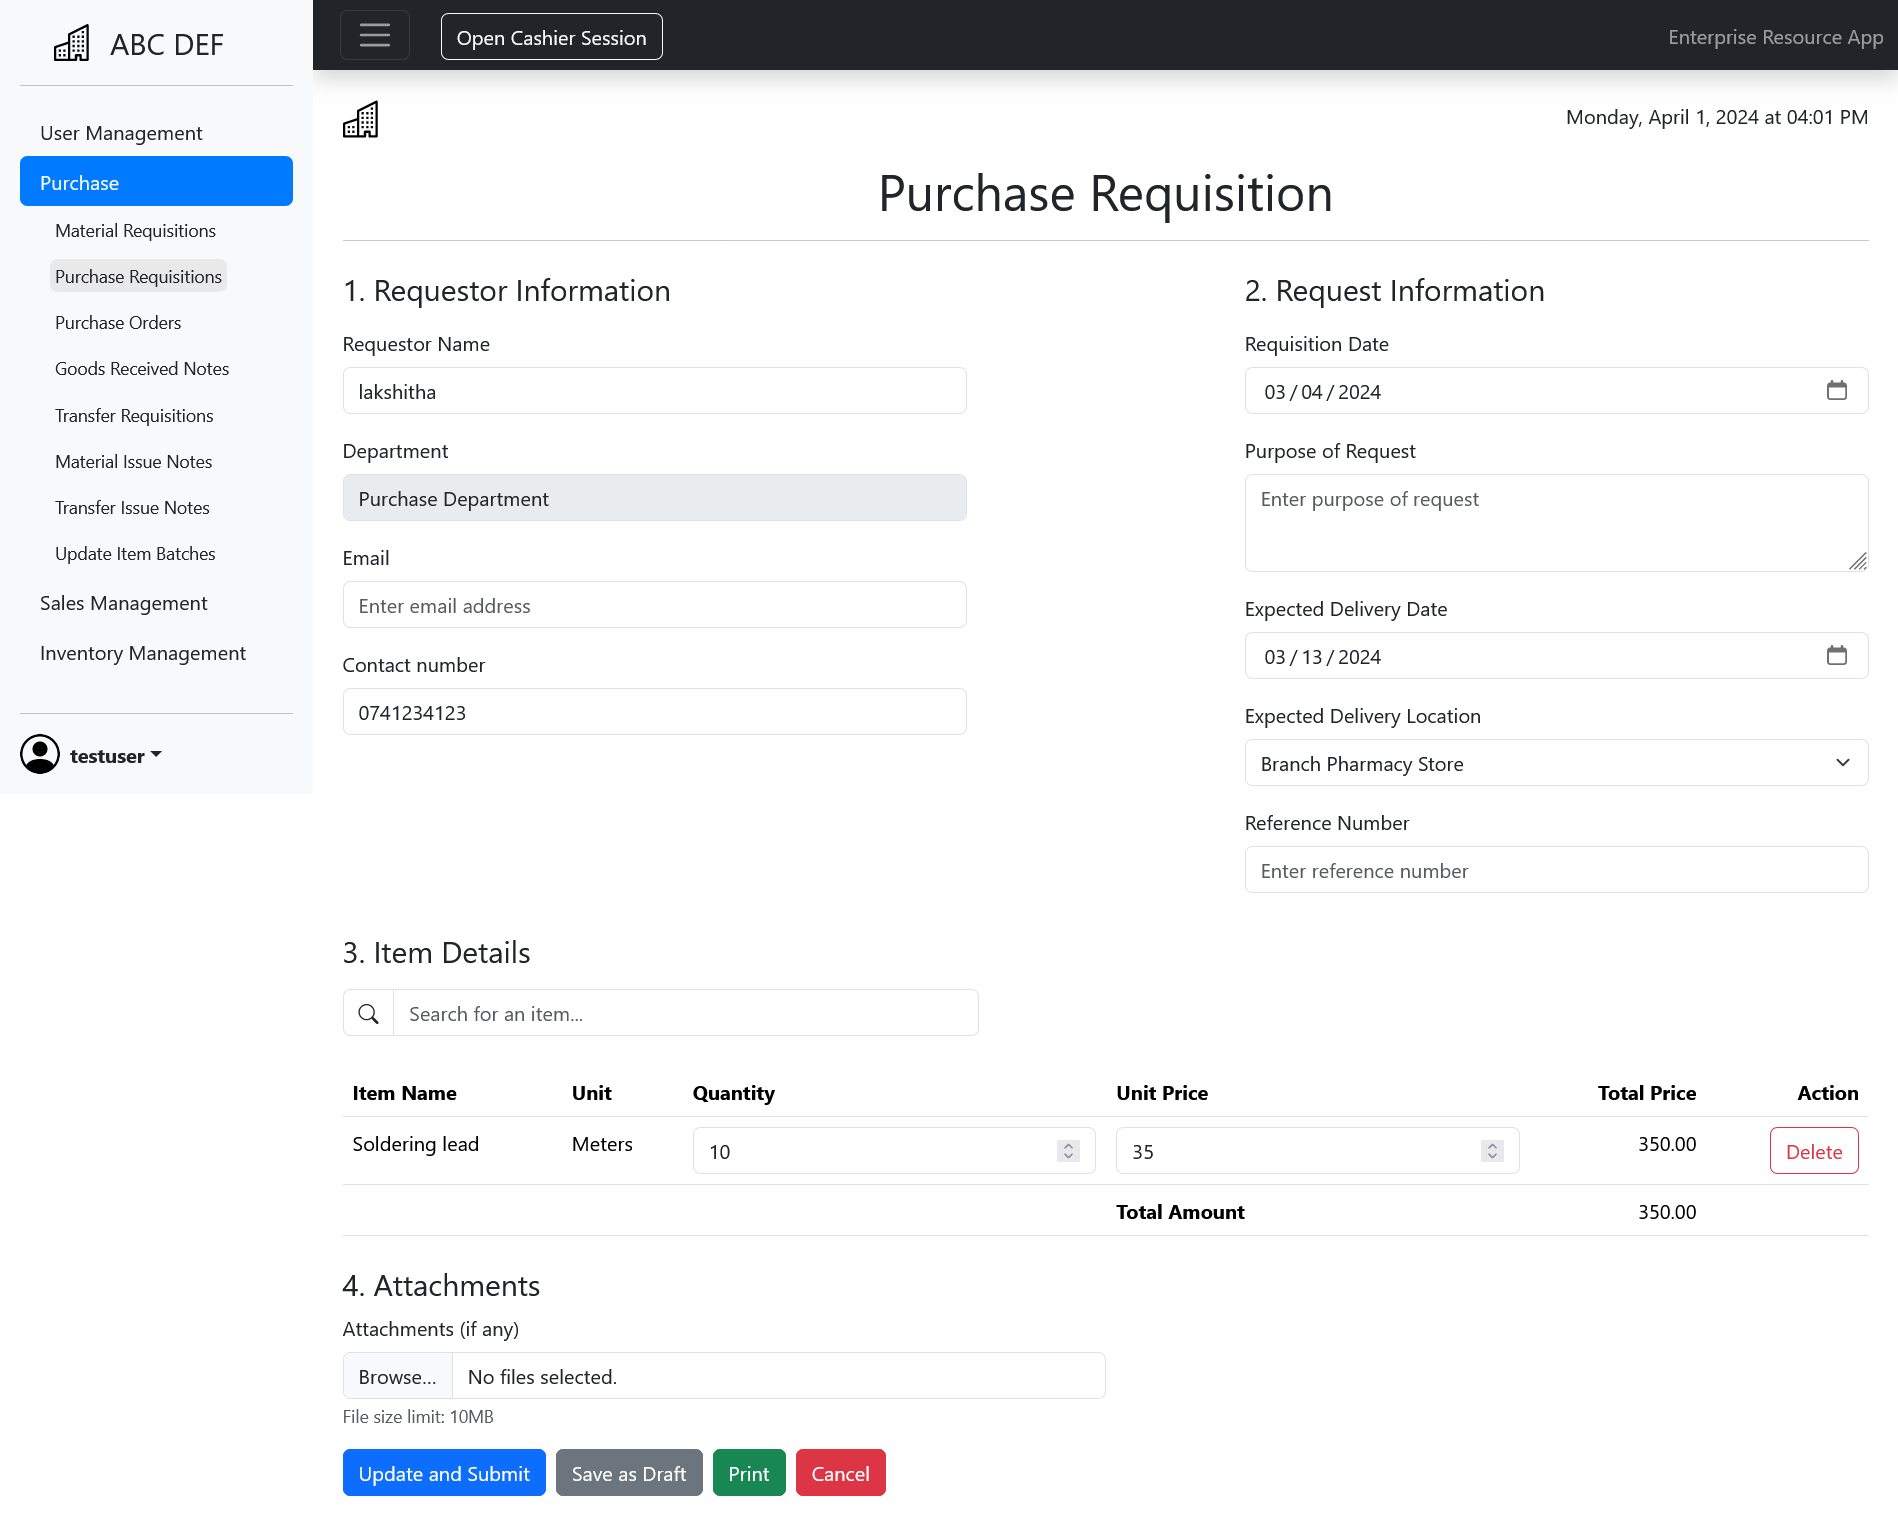 ABC DEF
User Management
Purchase
Material Requisitions
Purchase Requisitions
Purchase Orders
Goods Received Notes
Transfer Requisitions
Material Issue Notes
Transfer Issue Notes
Update Item Batches
Sales Management
Inventory Management
testuser
Open Cashier Session
Enterprise Resource App
Monday, April 1, 2024 at 04:01 PM
Purchase Requisition
1. Requestor Information
Requestor Name
lakshitha
Department
Purchase Department
Email
Enter email address
Contact number
0741234123
2. Request Information
Requisition Date
03 / 04 / 2024
Purpose of Request
Enter purpose of request
Expected Delivery Date
03 / 13 / 2024
Expected Delivery Location
Branch Pharmacy Store
Reference Number
Enter reference number
3. Item Details
Search for an item...
Item Name Unit Quantity Unit Price Total Price Action
Soldering lead Meters 10 35 350.00 Delete
Total Amount 350.00
4. Attachments
Attachments (if any)
Browse... No files selected.
File size limit: 10MB
Update and Submit Save as Draft Print Cancel